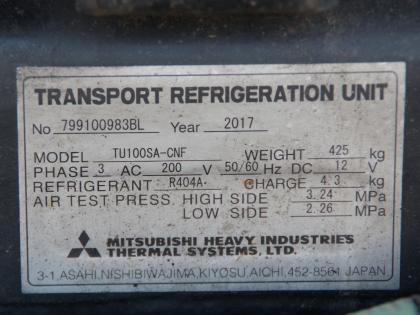 TRANSPORT REFRIGERATION UNIT
No 799100983BL Year 2017
MODEL TU100SA-CNF WEIGHT 425 kg
PHASE 3 AC 200 V 50/60 Hz DC 12 V
REFRIGERANT R404A CHARGE 4.3 kg
AIR TEST PRESS. HIGH SIDE 3.24 MPa
LOW SIDE 2.26 MPa
MITSUBISHI HEAVY INDUSTRIES
THERMAL SYSTEMS, LTD.
3-1,ASAHI,NISHIBIWAJIMA,KIYOSU,AICHI,452-8561 JAPAN